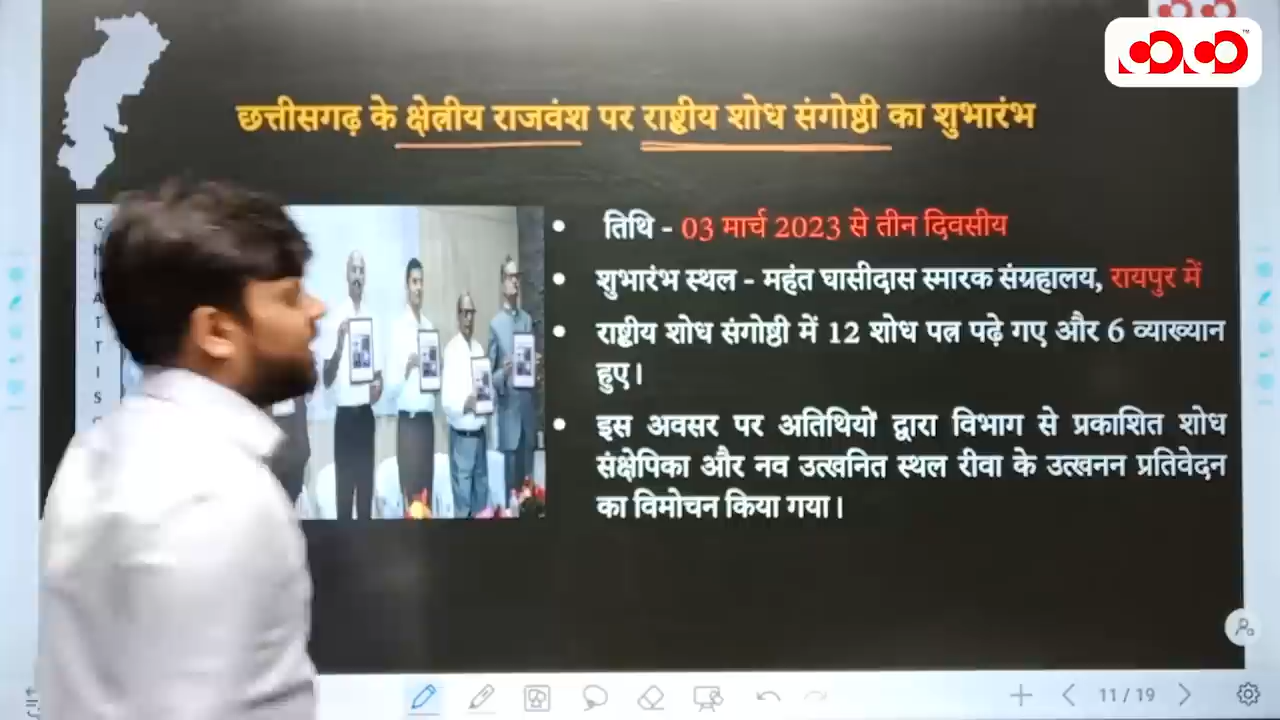 छत्तीसगढ़ के क्षेत्रीय राजवंश पर राष्ट्रीय शोध संगोष्ठी का शुभारंभ
• तिथि - 03 मार्च 2023 से तीन दिवसीय
• शुभारंभ स्थल - महंत घासीदास स्मारक संग्रहालय, रायपुर में
• राष्ट्रीय शोध संगोष्ठी में 12 शोध पत्र पढ़े गए और 6 व्याख्यान
हुए।
• इस अवसर पर अतिथियों द्वारा विभाग से प्रकाशित शोध
संक्षेपिका और नव उत्खनित स्थल रीवा के उत्खनन प्रतिवेदन
का विमोचन किया गया।
11 / 19